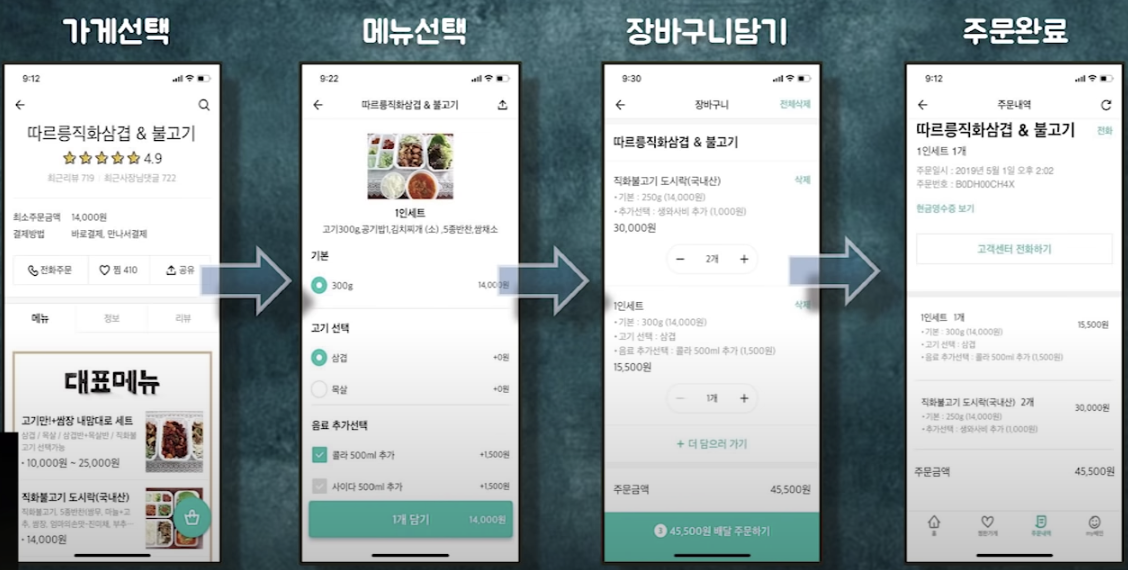 가게선택
메뉴선택
장바구니담기
주문완료
9:12
따르릉직화삼겹 & 불고기
4.9
최근리뷰 719 최근사장님댓글 722
최소주문금액 14,000원
결제방법 바로결제, 만나서결제
전화주문 찜 410 공유
메뉴 정보 리뷰
대표메뉴
고기만!+쌈장 내맘대로 세트
삼겹 / 목살 / 삼겹반+목살반 / 직화불
고기 선택가능
• 10,000원 ~ 25,000원
직화불고기 도시락(국내산)
직화불고기, 5종반찬(쌈무, 마늘+고
추, 쌈장, 엄마의손맛-진미채, 부추…
• 14,000원
9:22
따르릉직화삼겹 & 불고기
1인세트
고기300g,공기밥1,김치찌개 (소) ,5종반찬,쌈채소
기본
300g 14,000원
고기 선택
삼겹 +0원
목살 +0원
음료 추가선택
콜라 500ml 추가 +1,500원
사이다 500ml 추가 +1,500원
1개 담기 14,000원
9:30
장바구니 전체삭제
따르릉직화삼겹 & 불고기
직화불고기 도시락(국내산) 삭제
• 기본 : 250g (14,000원)
• 추가선택 : 생와사비 추가 (1,000원)
30,000원
2개
1인세트 삭제
• 기본 : 300g (14,000원)
• 고기 선택 : 삼겹
• 음료 추가선택 : 콜라 500ml 추가 (1,500원)
15,500원
1개
+ 더 담으러 가기
주문금액 45,500원
3 45,500원 배달 주문하기
9:12
주문내역
따르릉직화삼겹 & 불고기 전화
1인세트 1개
주문일시 : 2019년 5월 1일 오후 2:02
주문번호 : B0DH00CH4X
현금영수증 보기
고객센터 전화하기
1인세트 1개 15,500원
• 기본 : 300g (14,000원)
• 고기 선택 : 삼겹
• 음료 추가선택 : 콜라 500ml 추가 (1,500원)
직화불고기 도시락(국내산) 2개 30,000원
• 기본 : 250g (14,000원)
• 추가선택 : 생와사비 추가 (1,000원)
주문금액 45,500원
홈 찜한가게 주문내역 my배민